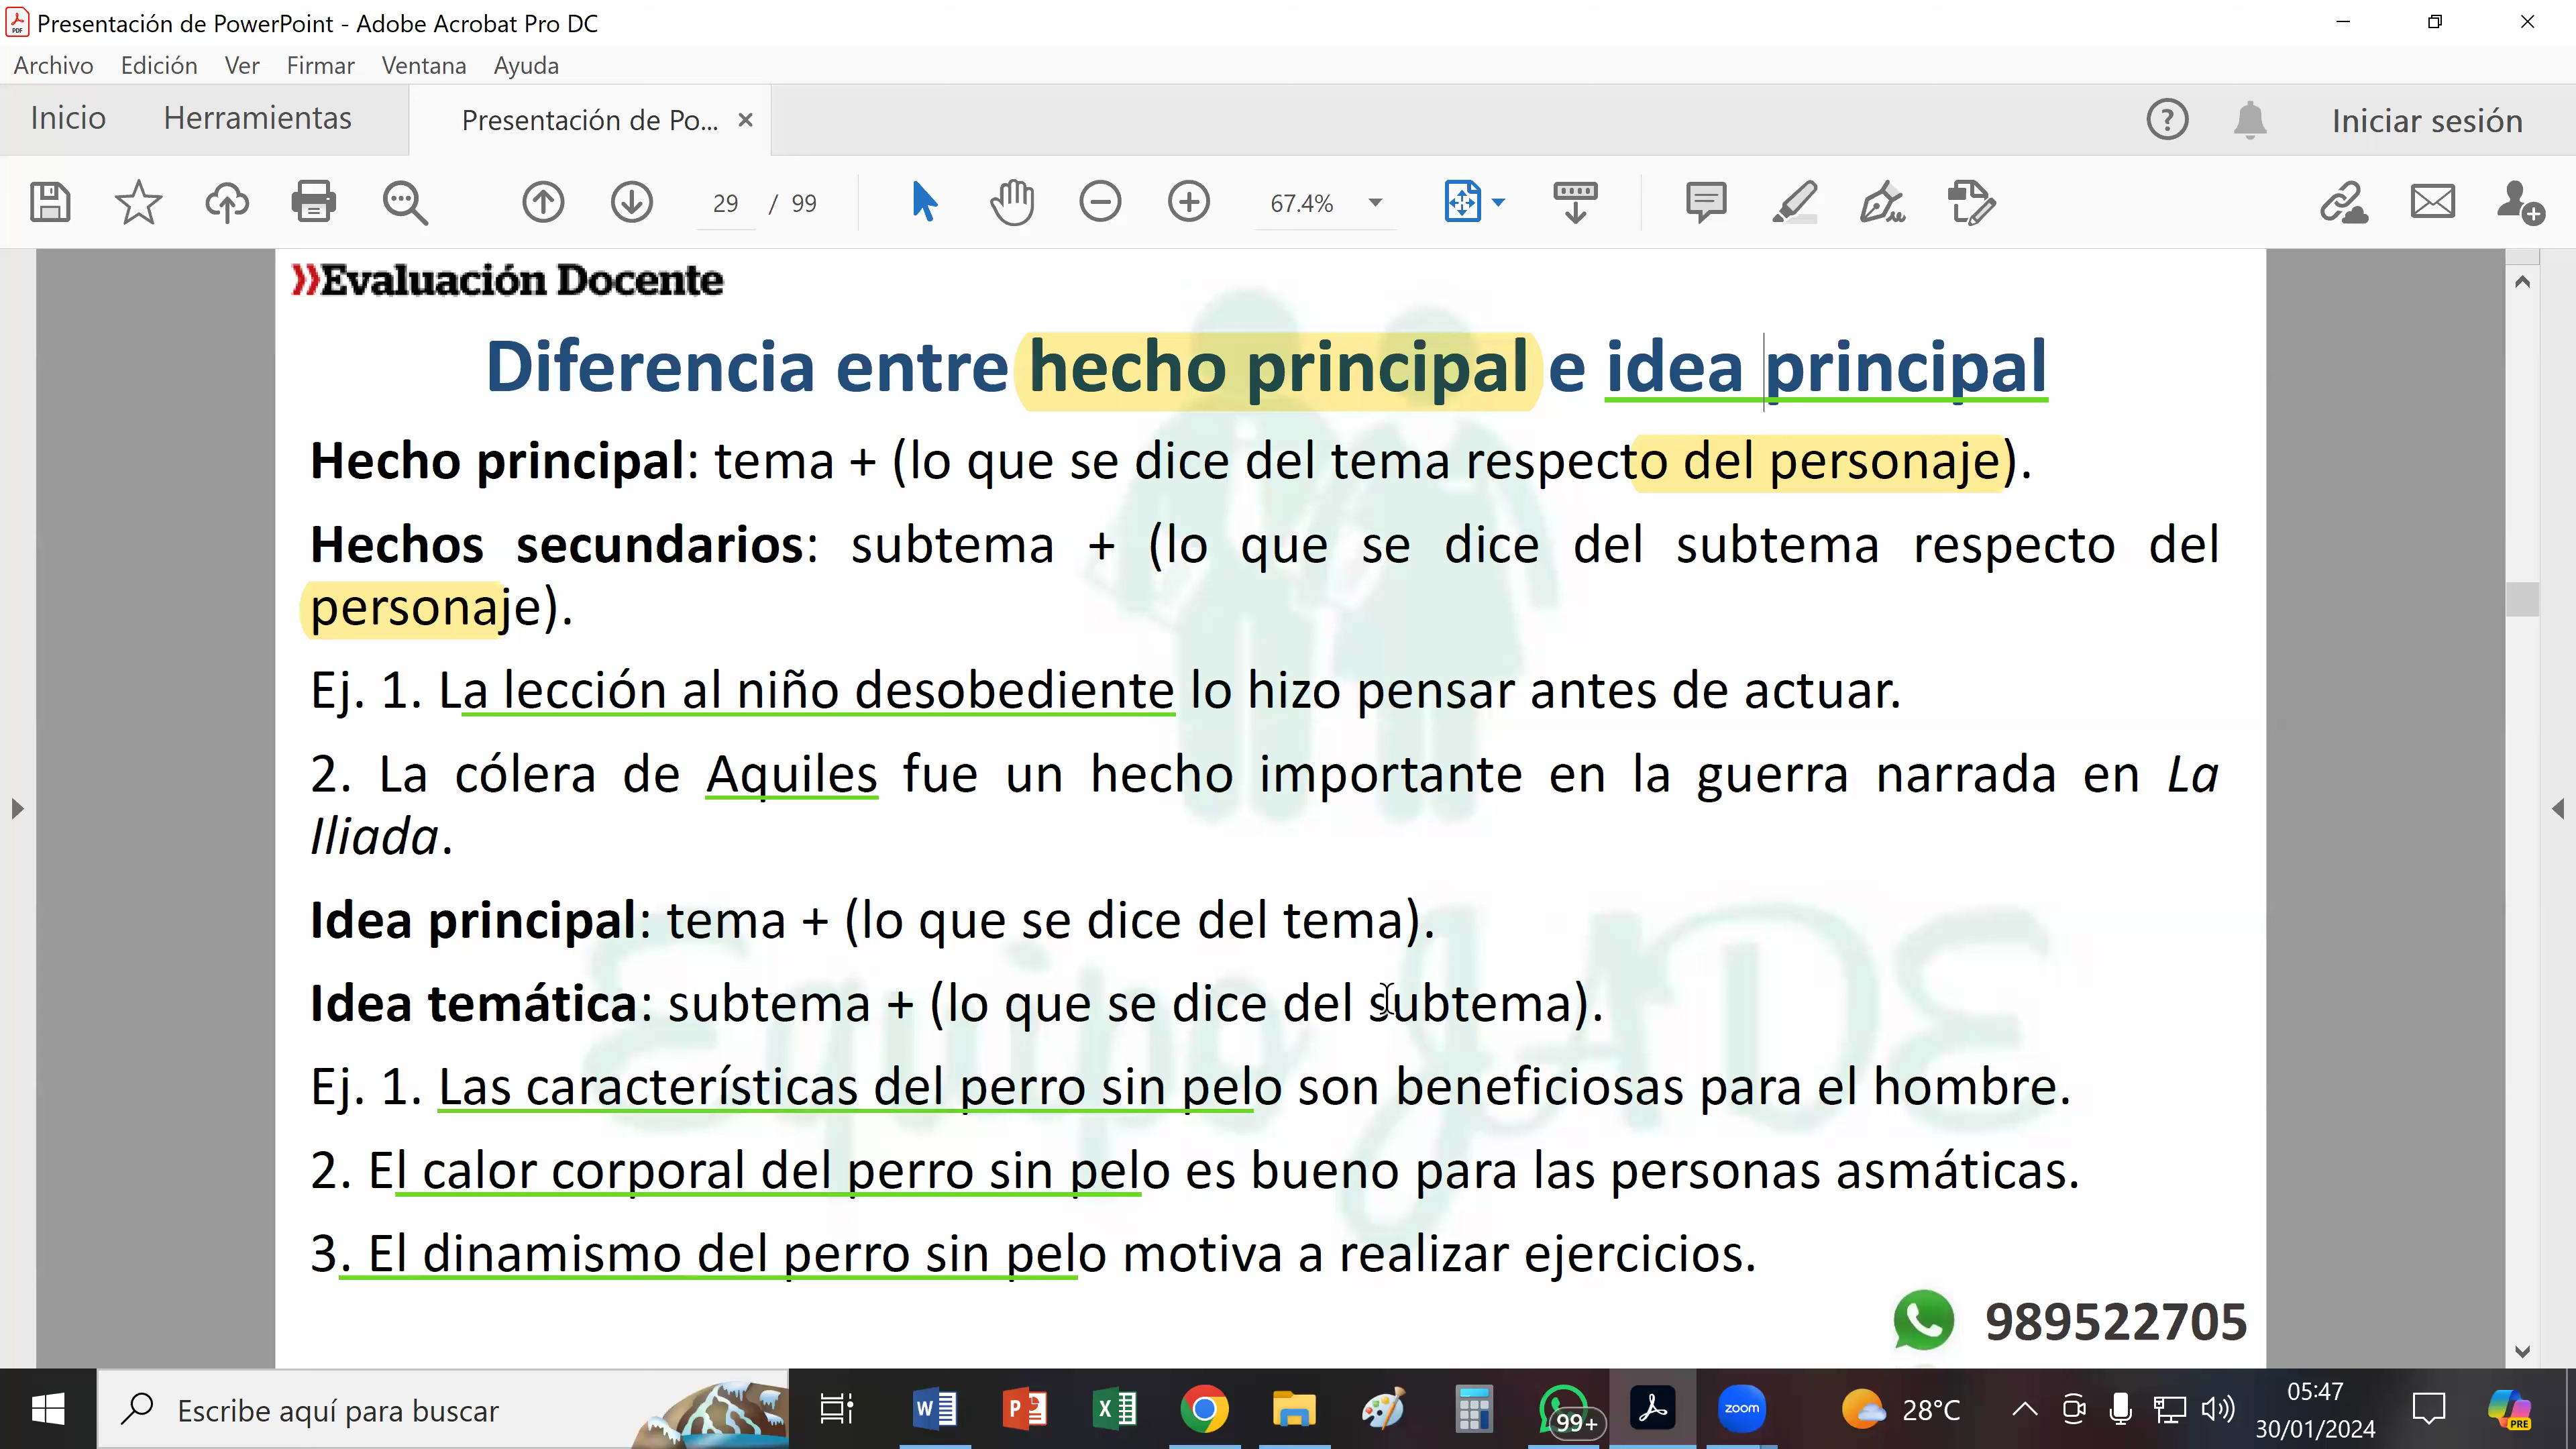 Presentación de PowerPoint - Adobe Acrobat Pro DC
Archivo Edición Ver Firmar Ventana Ayuda
Inicio Herramientas Presentación de Po... Iniciar sesión
29 / 99 67.4%
Evaluación Docente
Diferencia entre hecho principal e idea principal
Hecho principal: tema + (lo que se dice del tema respecto del personaje).
Hechos secundarios: subtema + (lo que se dice del subtema respecto del
personaje).
Ej. 1. La lección al niño desobediente lo hizo pensar antes de actuar.
2. La cólera de Aquiles fue un hecho importante en la guerra narrada en La
Iliada.
Idea principal: tema + (lo que se dice del tema).
Idea temática: subtema + (lo que se dice del subtema).
Ej. 1. Las características del perro sin pelo son beneficiosas para el hombre.
2. El calor corporal del perro sin pelo es bueno para las personas asmáticas.
3. El dinamismo del perro sin pelo motiva a realizar ejercicios.
Equipo JADE
989522705
Escribe aquí para buscar
zoom
99+
28°C
05:47
30/01/2024
PRE